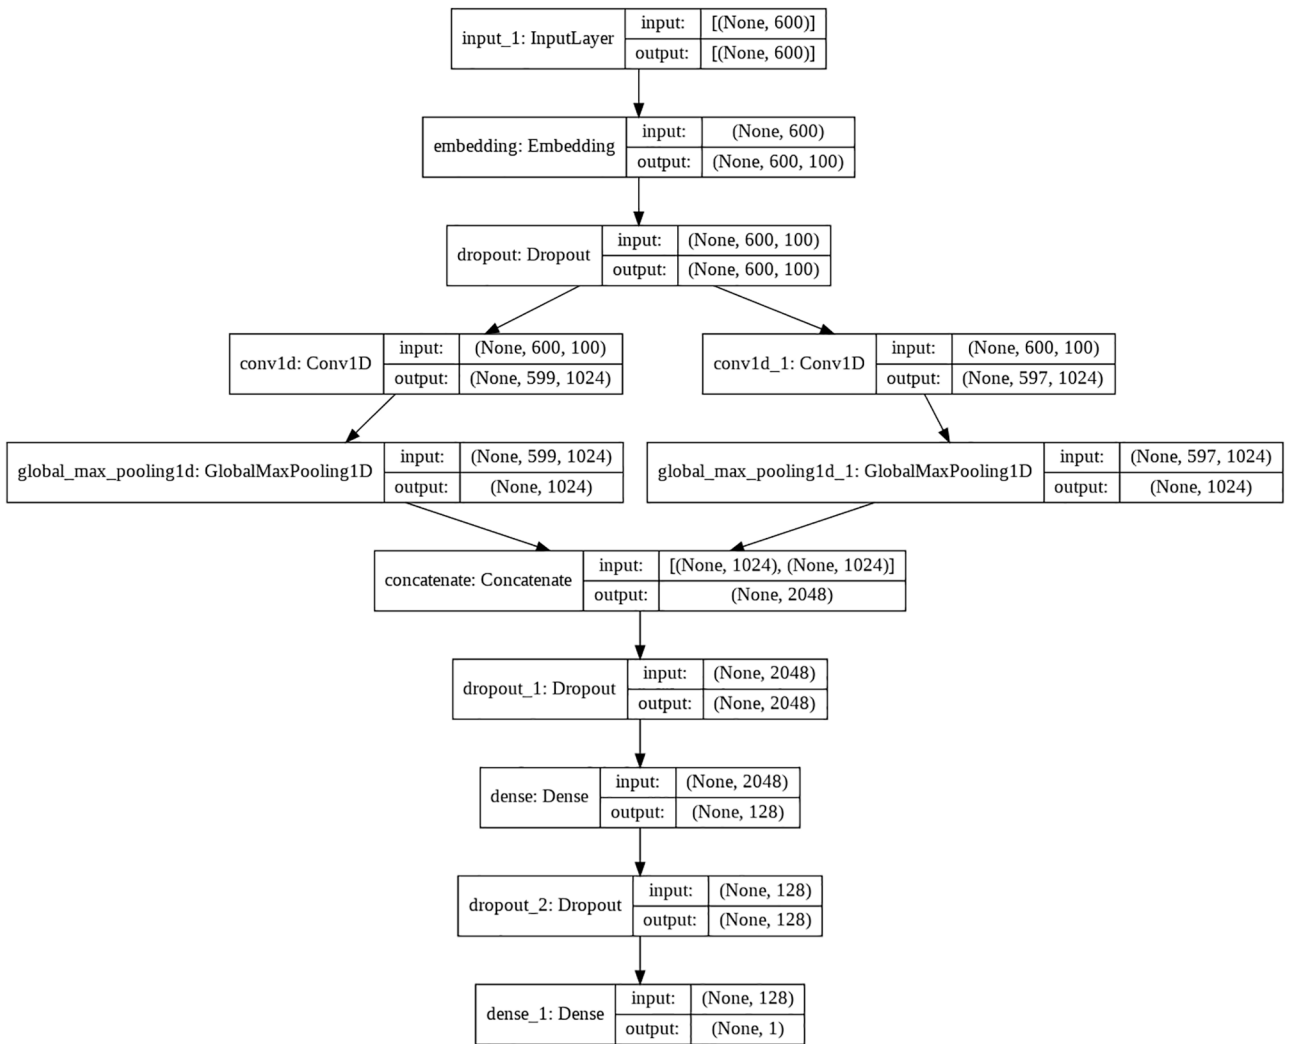 input_1: InputLayer
input: [(None, 600)]
output: [(None, 600)]
embedding: Embedding
input: (None, 600)
output: (None, 600, 100)
dropout: Dropout
input: (None, 600, 100)
output: (None, 600, 100)
conv1d: Conv1D
input: (None, 600, 100)
output: (None, 599, 1024)
conv1d_1: Conv1D
input: (None, 600, 100)
output: (None, 597, 1024)
global_max_pooling1d: GlobalMaxPooling1D
input: (None, 599, 1024)
output: (None, 1024)
global_max_pooling1d_1: GlobalMaxPooling1D
input: (None, 597, 1024)
output: (None, 1024)
concatenate: Concatenate
input: [(None, 1024), (None, 1024)]
output: (None, 2048)
dropout_1: Dropout
input: (None, 2048)
output: (None, 2048)
dense: Dense
input: (None, 2048)
output: (None, 128)
dropout_2: Dropout
input: (None, 128)
output: (None, 128)
dense_1: Dense
input: (None, 128)
output: (None, 1)